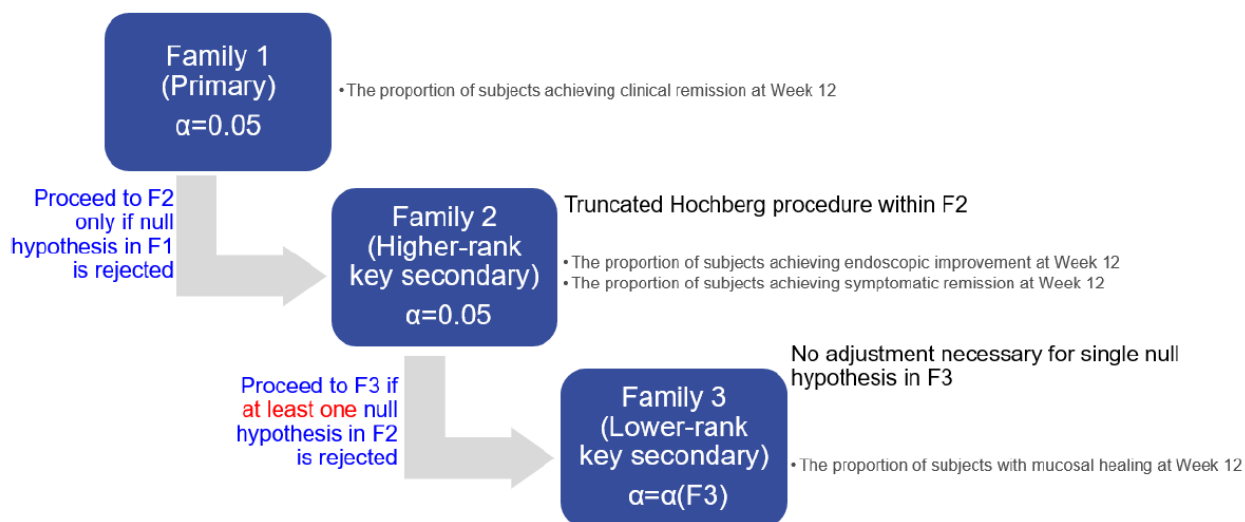 Family 1
(Primary)
α=0.05
• The proportion of subjects achieving clinical remission at Week 12
Proceed to F2
only if null
hypothesis in F1
is rejected
Family 2
(Higher-rank
key secondary)
α=0.05
Truncated Hochberg procedure within F2
• The proportion of subjects achieving endoscopic improvement at Week 12
• The proportion of subjects achieving symptomatic remission at Week 12
Proceed to F3 if
at least one null
hypothesis in F2
is rejected
Family 3
(Lower-rank
key secondary)
α=α(F3)
No adjustment necessary for single null
hypothesis in F3
• The proportion of subjects with mucosal healing at Week 12